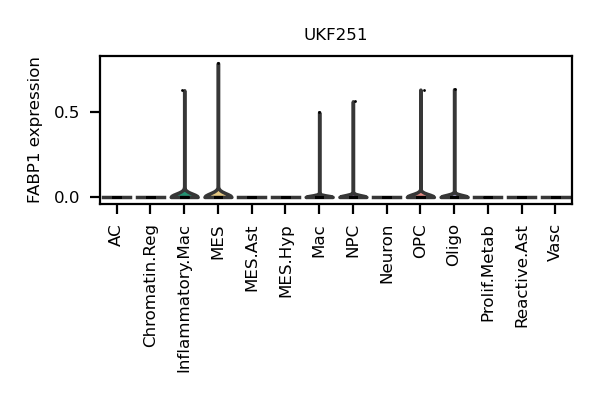 UKF251
FABP1 expression
0.5
0.0
AC
Chromatin.Reg
Inflammatory.Mac
MES
MES.Ast
MES.Hyp
Mac
NPC
Neuron
OPC
Oligo
Prolif.Metab
Reactive.Ast
Vasc